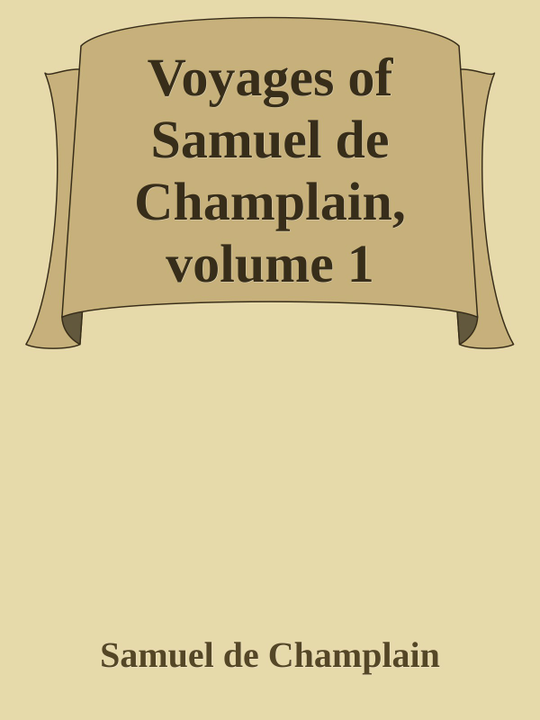 Voyages of
Samuel de
Champlain,
volume 1
Samuel de Champlain